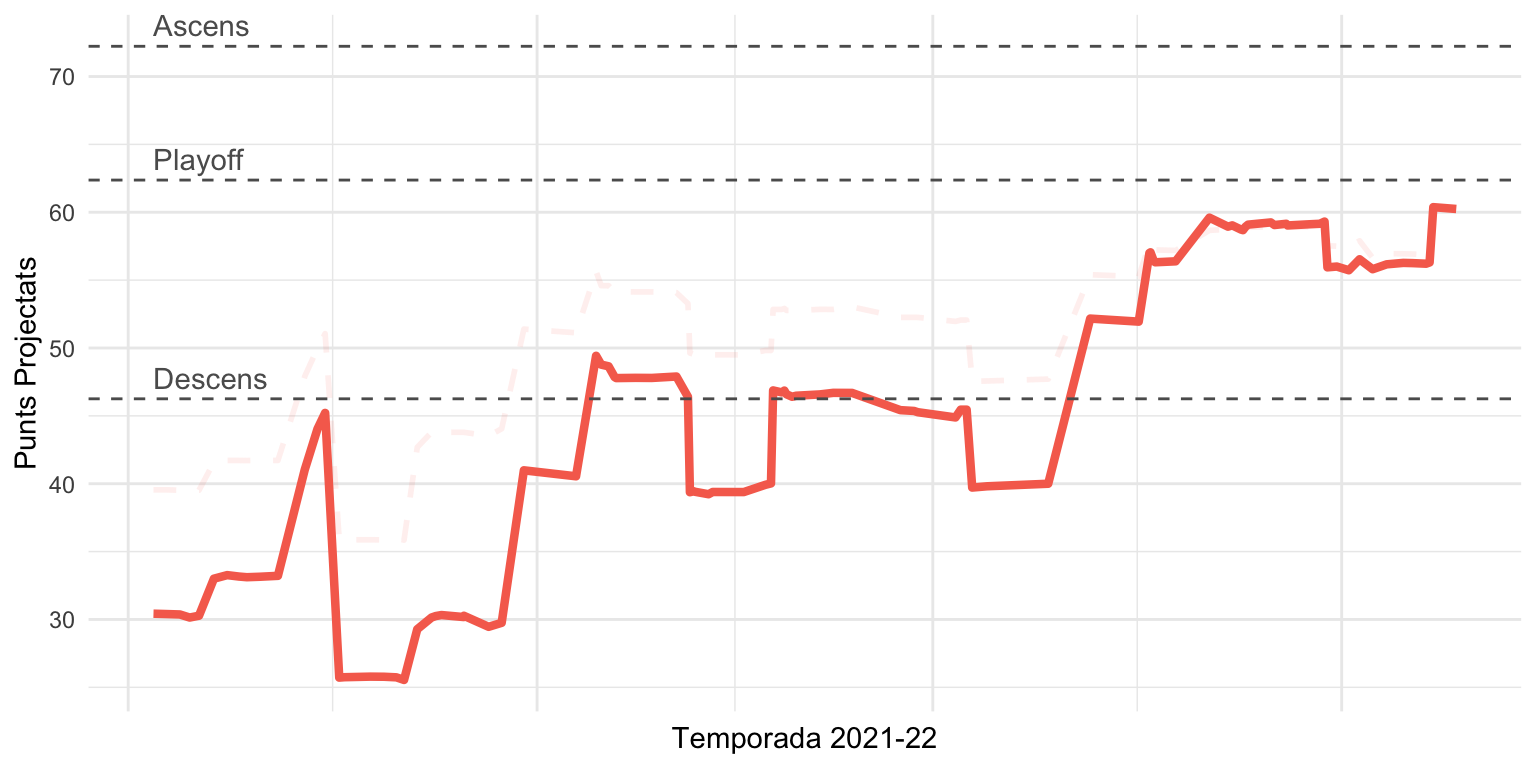 Ascens
70
Playoff
60
50
Descens
40
30
Punts Projectats
Temporada 2021-22